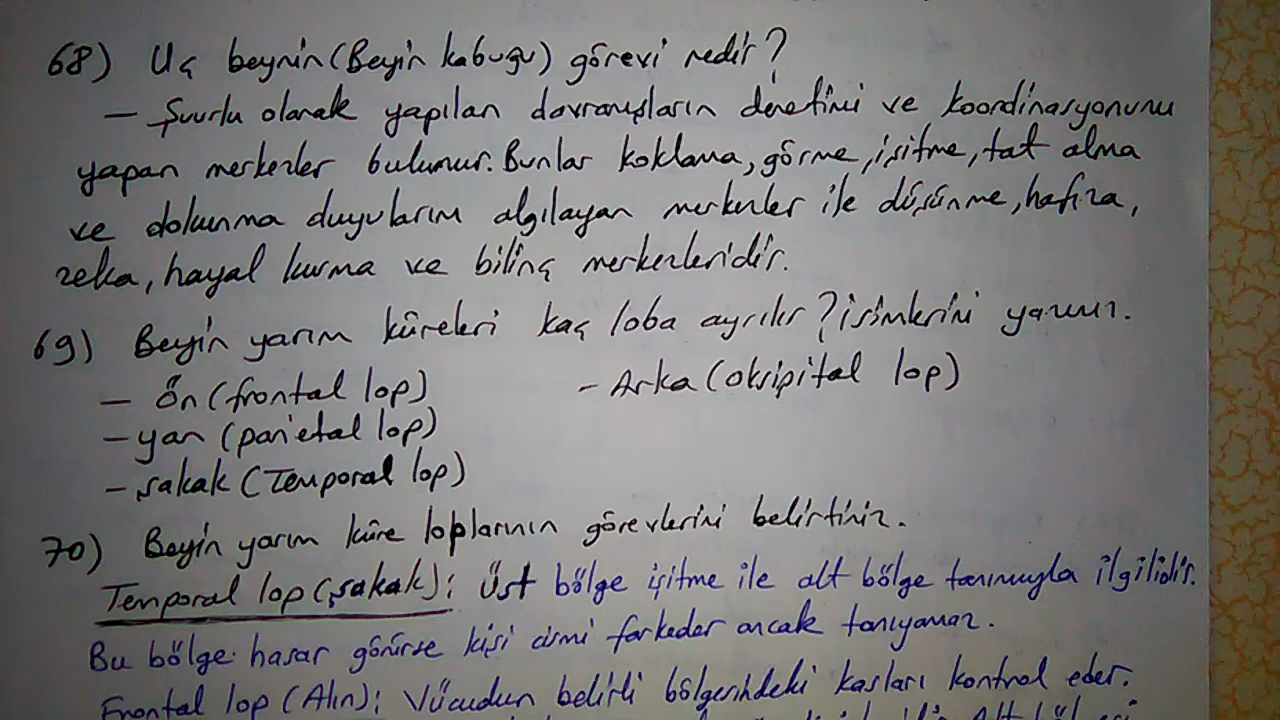 68) Uç beynin (Beyin kabuğu) görevi nedir?
— Şuurlu olarak yapılan davranışların denetimi ve koordinasyonunu
yapan merkezler bulunur. Bunlar koklama, görme, işitme, tat alma
ve dokunma duyularını algılayan merkezler ile düşünme, hafıza,
zeka, hayal kurma ve bilinç merkezleridir.
69) Beyin yarım küreleri kaç loba ayrılır? isimlerini yazınız.
— Ön (frontal lop) - Arka (oksipital lop)
- yan (parietal lop)
- şakak (Temporal lop)
70) Beyin yarım küre loplarının görevlerini belirtiniz.
Temporal lop (şakak): Üst bölge işitme ile alt bölge tanımayla ilgilidir.
Bu bölge hasar görürse kişi cismi farkeder ancak tanıyamaz.
Frontal lop (Alın): Vücudun belirli bölgerindeki kasları kontrol eder.